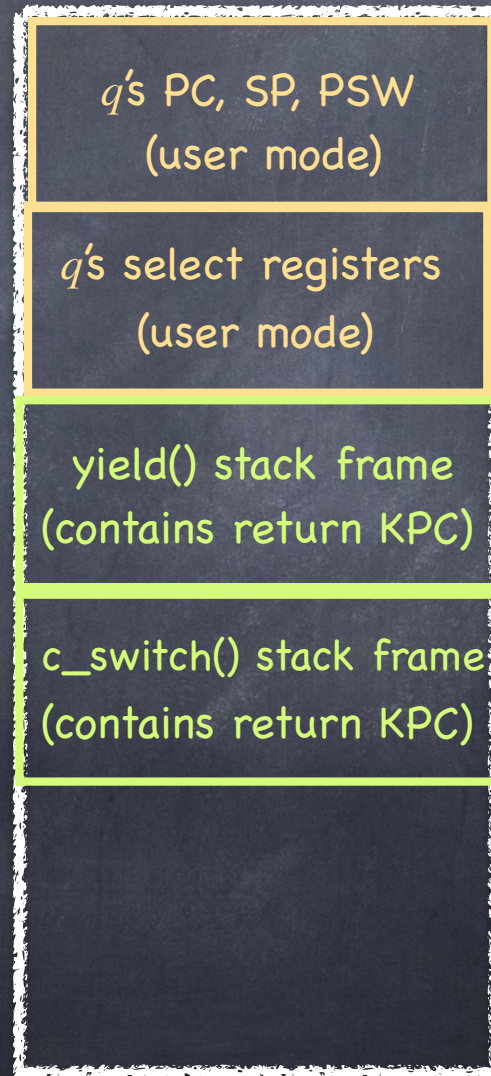 q's PC, SP, PSW
(user mode)
q's select registers
(user mode)
yield() stack frame
(contains return KPC)
c_switch() stack frame
(contains return KPC)